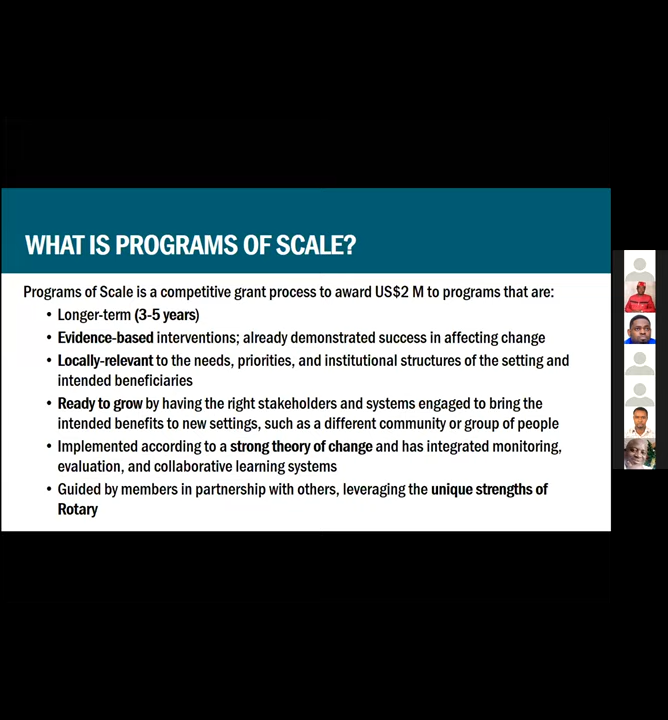 WHAT IS PROGRAMS OF SCALE?
Programs of Scale is a competitive grant process to award US$2 M to programs that are:
• Longer-term (3-5 years)
• Evidence-based interventions; already demonstrated success in affecting change
• Locally-relevant to the needs, priorities, and institutional structures of the setting and
intended beneficiaries
• Ready to grow by having the right stakeholders and systems engaged to bring the
intended benefits to new settings, such as a different community or group of people
• Implemented according to a strong theory of change and has integrated monitoring,
evaluation, and collaborative learning systems
• Guided by members in partnership with others, leveraging the unique strengths of
Rotary